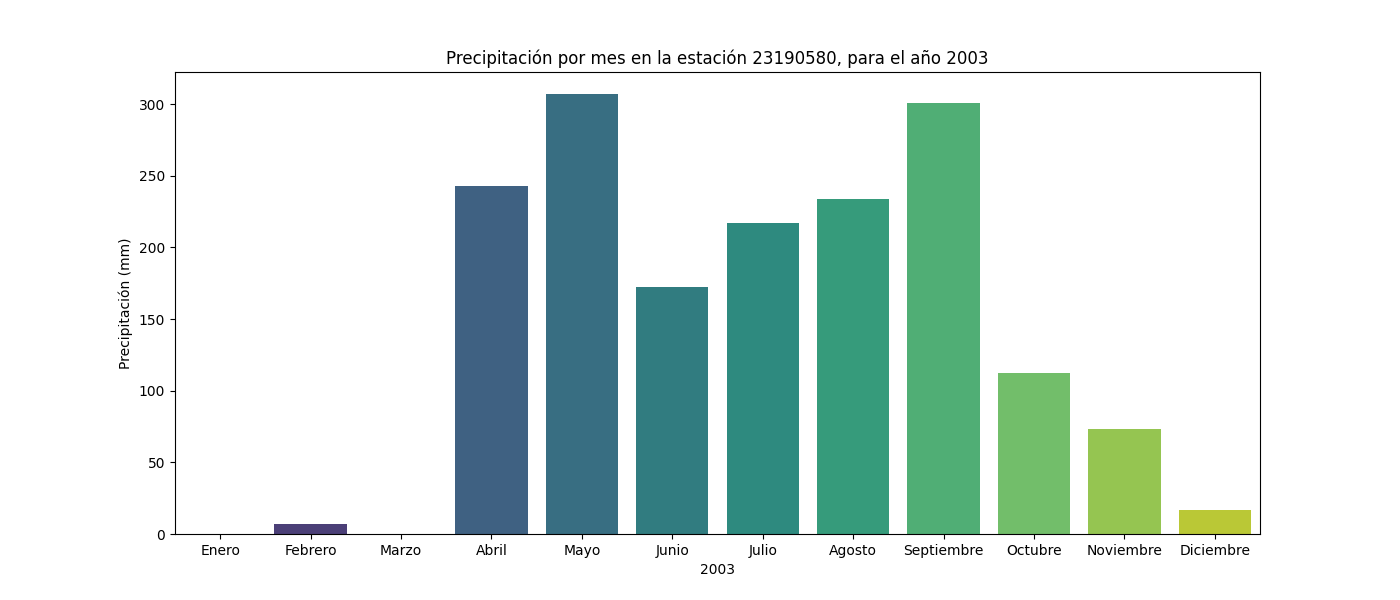 Precipitación por mes en la estación 23190580, para el año 2003
Precipitación (mm)
300
250
200
150
100
50
0
Enero Febrero Marzo Abril Mayo Junio Julio Agosto Septiembre Octubre Noviembre Diciembre
2003